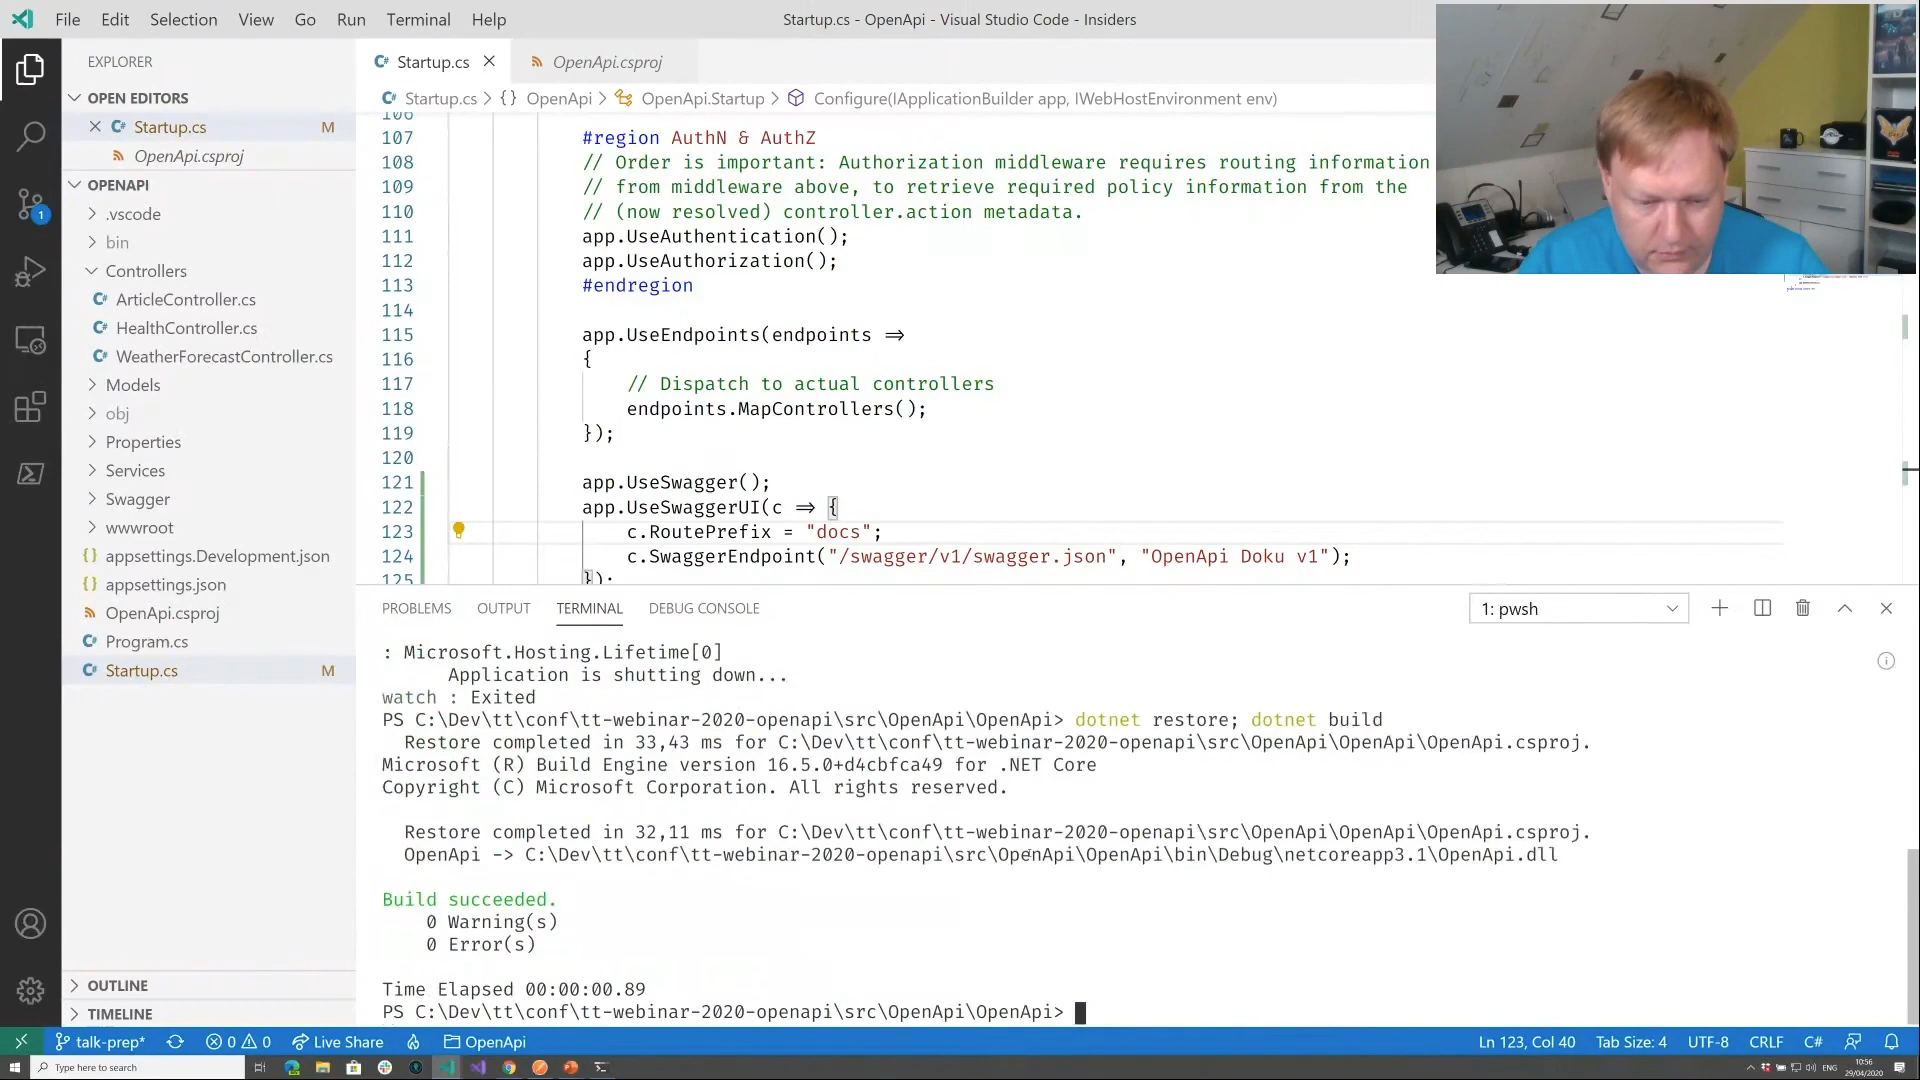 File Edit Selection View Go Run Terminal Help
Startup.cs - OpenApi - Visual Studio Code - Insiders
EXPLORER
OPEN EDITORS
Startup.cs M
OpenApi.csproj
OPENAPI
.vscode
bin
Controllers
ArticleController.cs
HealthController.cs
WeatherForecastController.cs
Models
obj
Properties
Services
Swagger
wwwroot
appsettings.Development.json
appsettings.json
OpenApi.csproj
Program.cs
Startup.cs M
OUTLINE
TIMELINE
1
Startup.cs
OpenApi.csproj
Startup.cs > {} OpenApi > OpenApi.Startup > Configure(IApplicationBuilder app, IWebHostEnvironment env)
106
107 #region AuthN & AuthZ
108 // Order is important: Authorization middleware requires routing information
109 // from middleware above, to retrieve required policy information from the
110 // (now resolved) controller.action metadata.
111 app.UseAuthentication();
112 app.UseAuthorization();
113 #endregion
114
115 app.UseEndpoints(endpoints =>
116 {
117 // Dispatch to actual controllers
118 endpoints.MapControllers();
119 });
120
121 app.UseSwagger();
122 app.UseSwaggerUI(c => {
123 c.RoutePrefix = "docs";
124 c.SwaggerEndpoint("/swagger/v1/swagger.json", "OpenApi Doku v1");
125 });
PROBLEMS OUTPUT TERMINAL DEBUG CONSOLE
1: pwsh
: Microsoft.Hosting.Lifetime[0]
Application is shutting down...
watch : Exited
PS C:\Dev\tt\conf\tt-webinar-2020-openapi\src\OpenApi\OpenApi> dotnet restore; dotnet build
Restore completed in 33,43 ms for C:\Dev\tt\conf\tt-webinar-2020-openapi\src\OpenApi\OpenApi\OpenApi.csproj.
Microsoft (R) Build Engine version 16.5.0+d4cbfca49 for .NET Core
Copyright (C) Microsoft Corporation. All rights reserved.
Restore completed in 32,11 ms for C:\Dev\tt\conf\tt-webinar-2020-openapi\src\OpenApi\OpenApi\OpenApi.csproj.
OpenApi -> C:\Dev\tt\conf\tt-webinar-2020-openapi\src\OpenApi\OpenApi\bin\Debug\netcoreapp3.1\OpenApi.dll
Build succeeded.
0 Warning(s)
0 Error(s)
Time Elapsed 00:00:00.89
PS C:\Dev\tt\conf\tt-webinar-2020-openapi\src\OpenApi\OpenApi>
talk-prep* 0 0 Live Share OpenApi
Ln 123, Col 40 Tab Size: 4 UTF-8 CRLF C#
Type here to search
ENG
10:56
29/04/2020